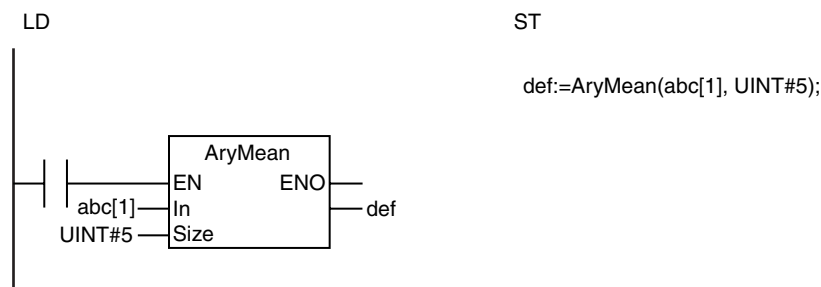 LD
ST
def:=AryMean(abc[1], UINT#5);
AryMean
EN ENO
abc[1] In def
UINT#5 Size